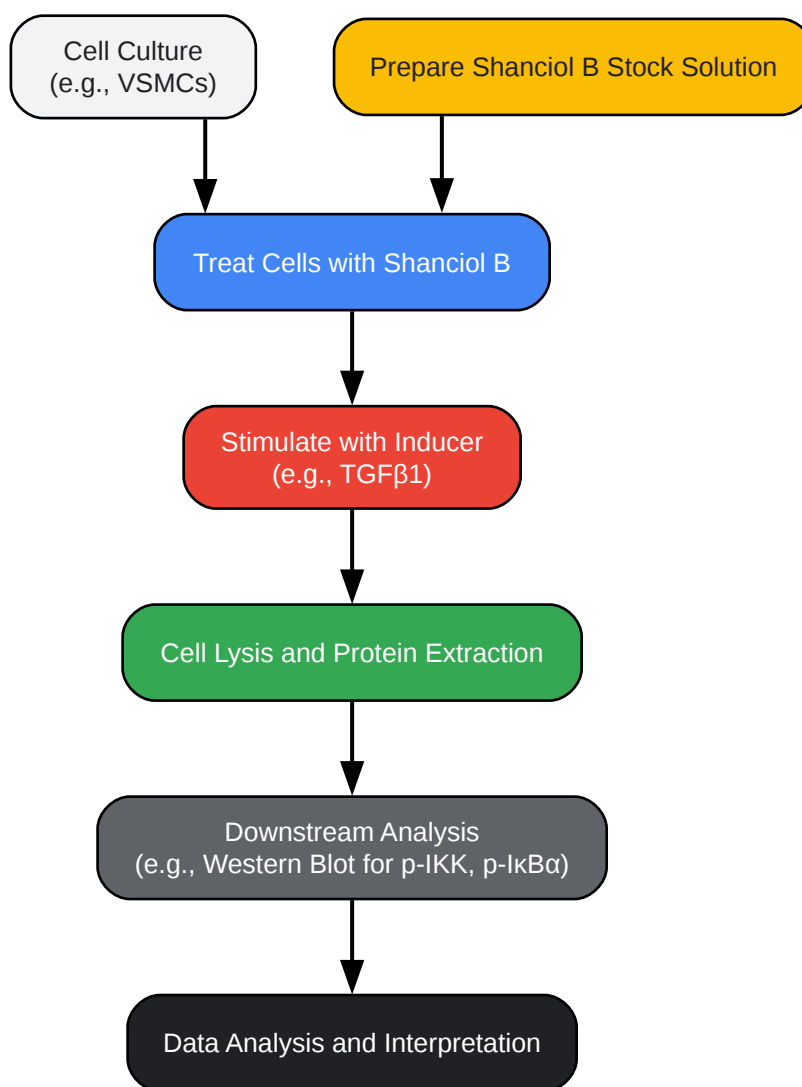 Cell Culture
(e.g., VSMCs)
Prepare Shanciol B Stock Solution
Treat Cells with Shanciol B
Stimulate with Inducer
(e.g., TGFβ1)
Cell Lysis and Protein Extraction
Downstream Analysis
(e.g., Western Blot for p-IKK, p-IκBα)
Data Analysis and Interpretation